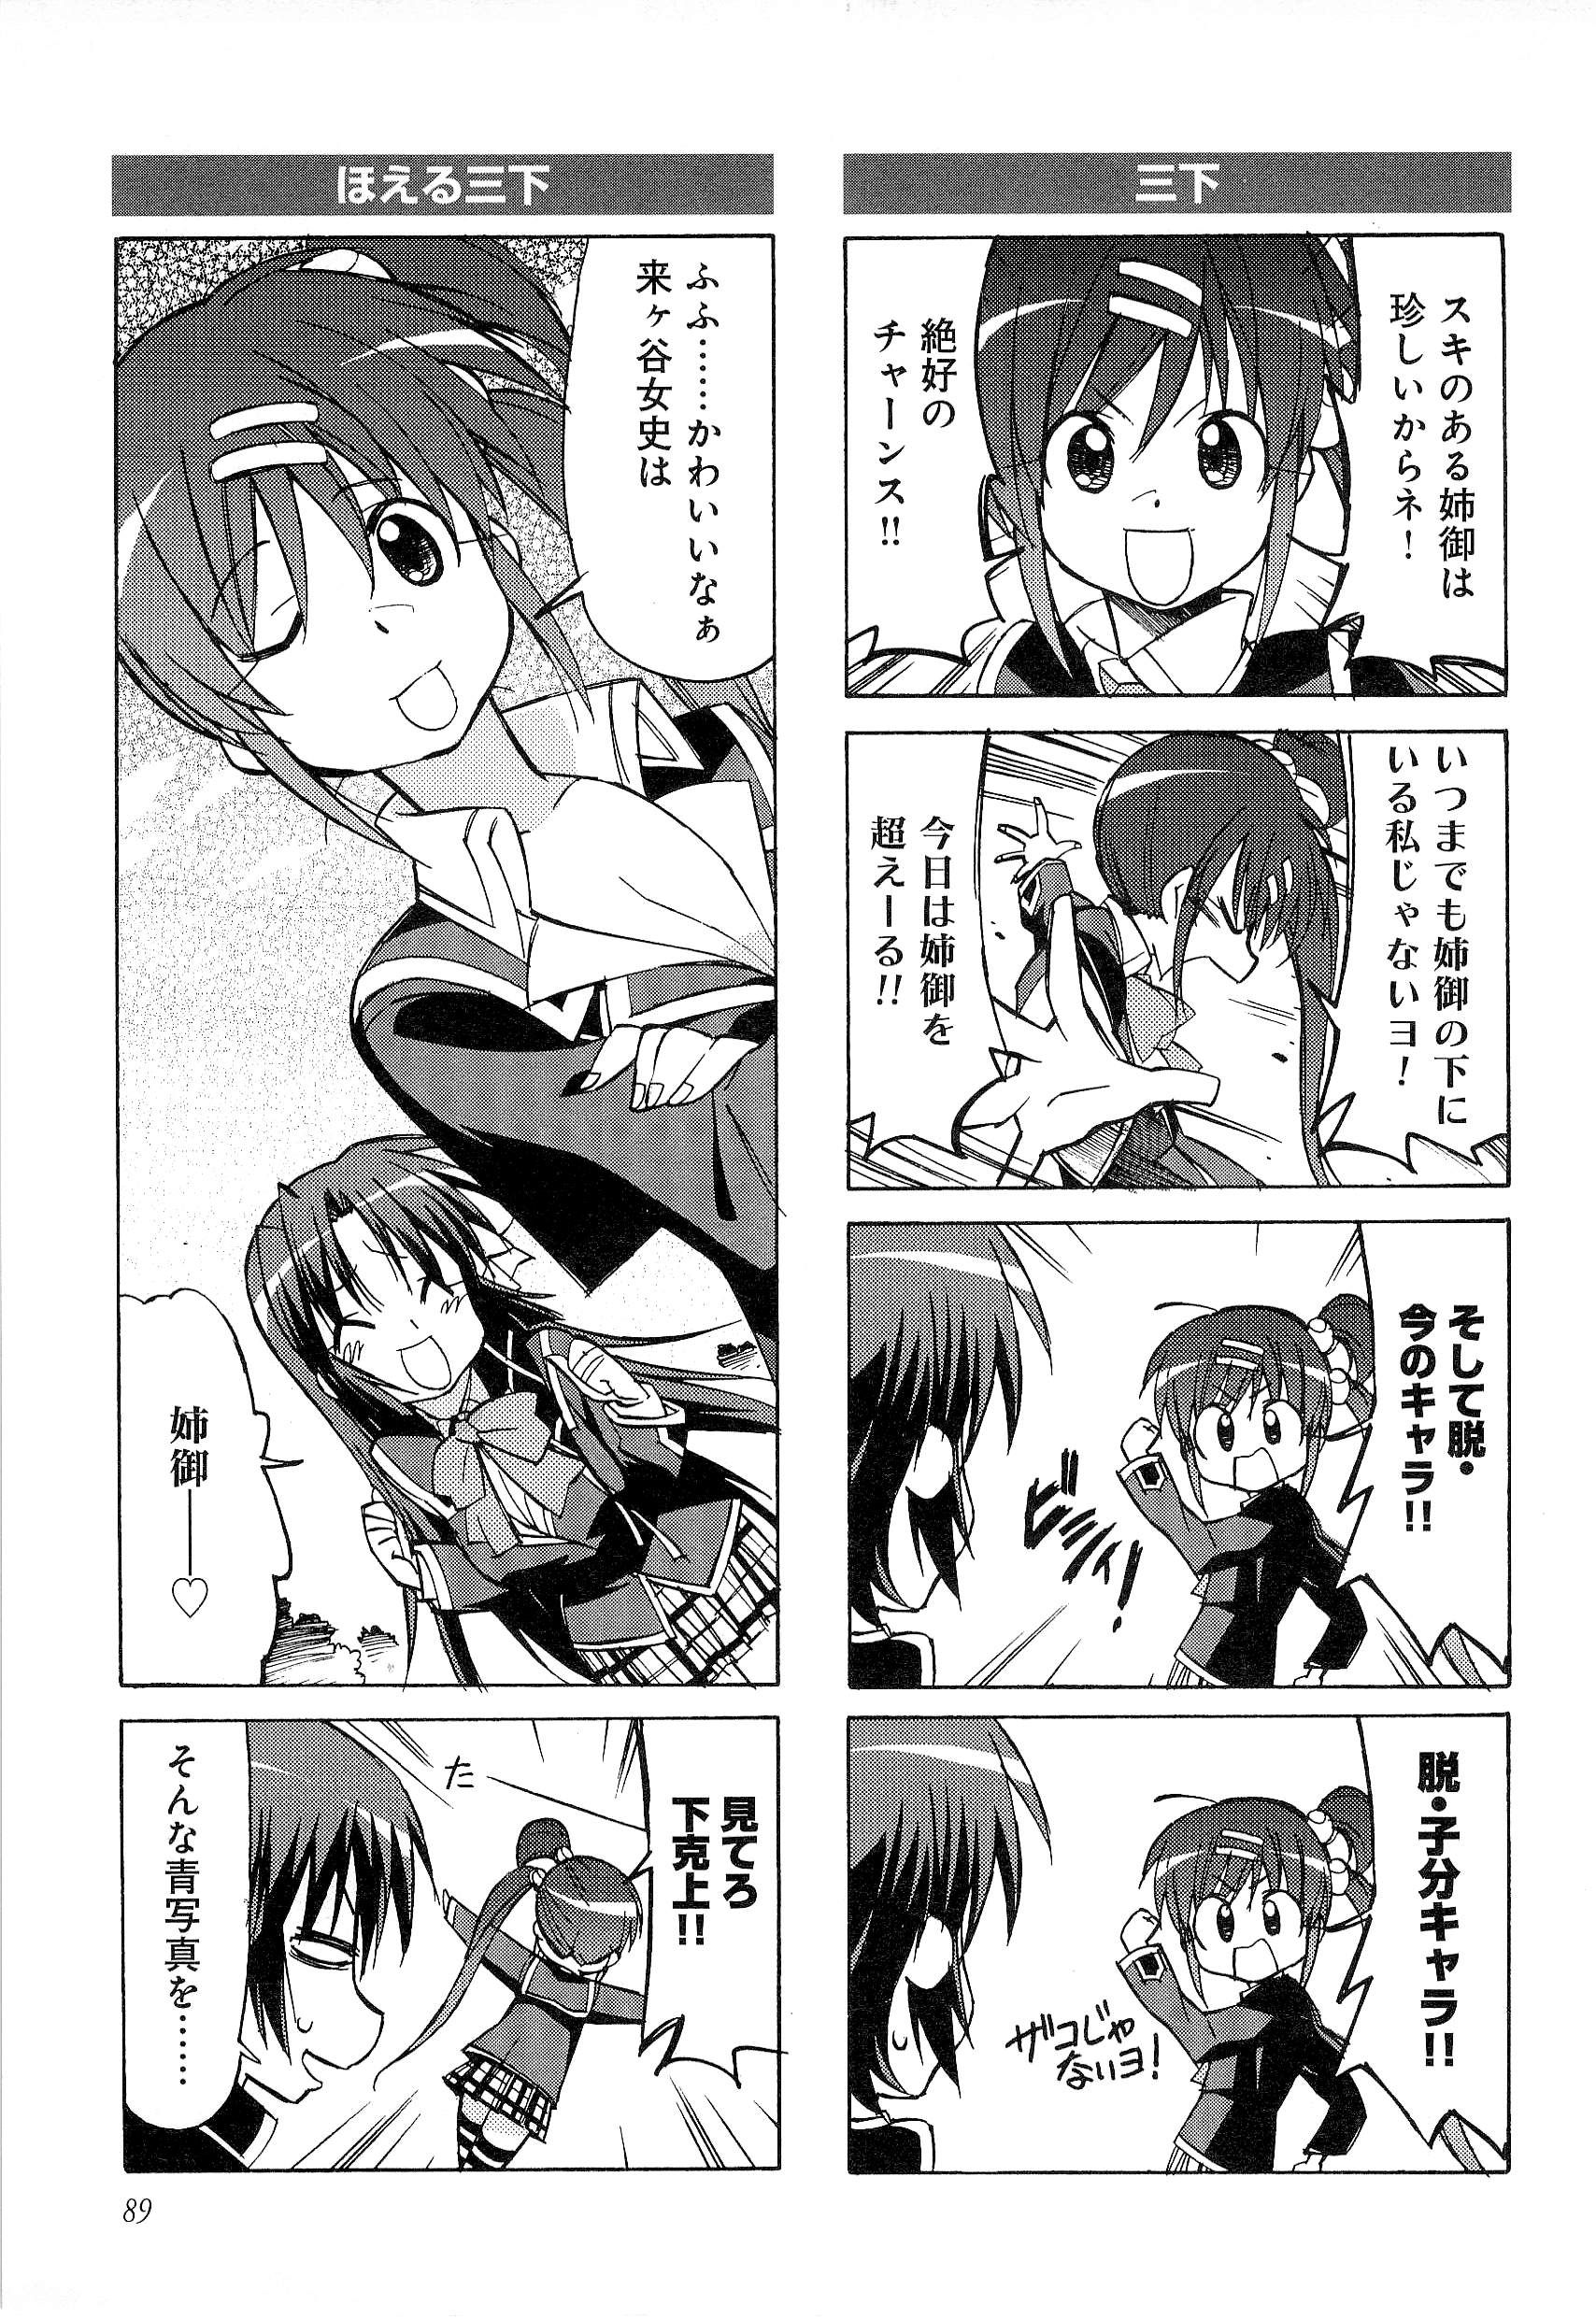 三下
スキのある姉御は
珍しいからネ!
絶好の
チャーンス!!
いつまでも姉御の下に
いる私じゃないヨ!
今日は姉御を
超えーる!!
そして脱・
今のキャラ!!
ビシィ!
脱・子分キャラ!!
ザコじゃ
ないヨ!
ほえる三下
ふふ……かわいいなぁ
来ヶ谷女史は
姉御──♡
見てろ
下克上!!
たー
そんな青写真を……
89